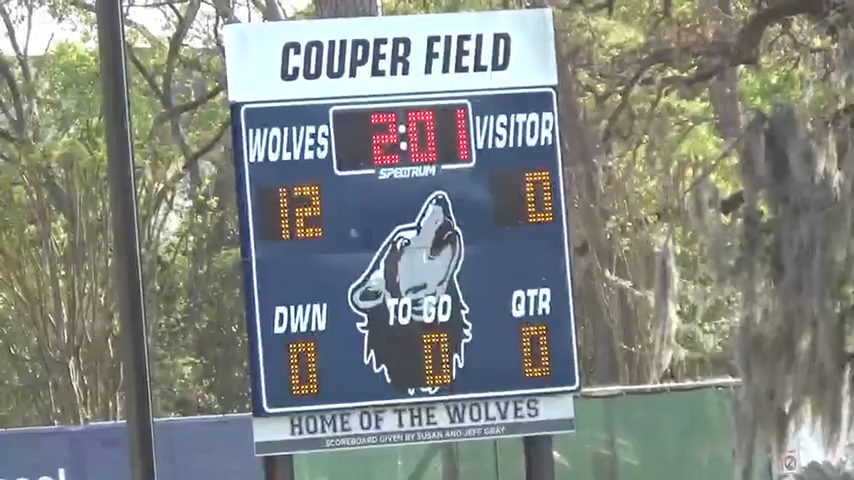 COUPER FIELD
WOLVES 2:01 VISITOR
SPECTRUM
12 0
DWN TO GO QTR
0 0 0
HOME OF THE WOLVES
SCOREBOARD GIVEN BY SUSAN AND JEFF GRAY
ool